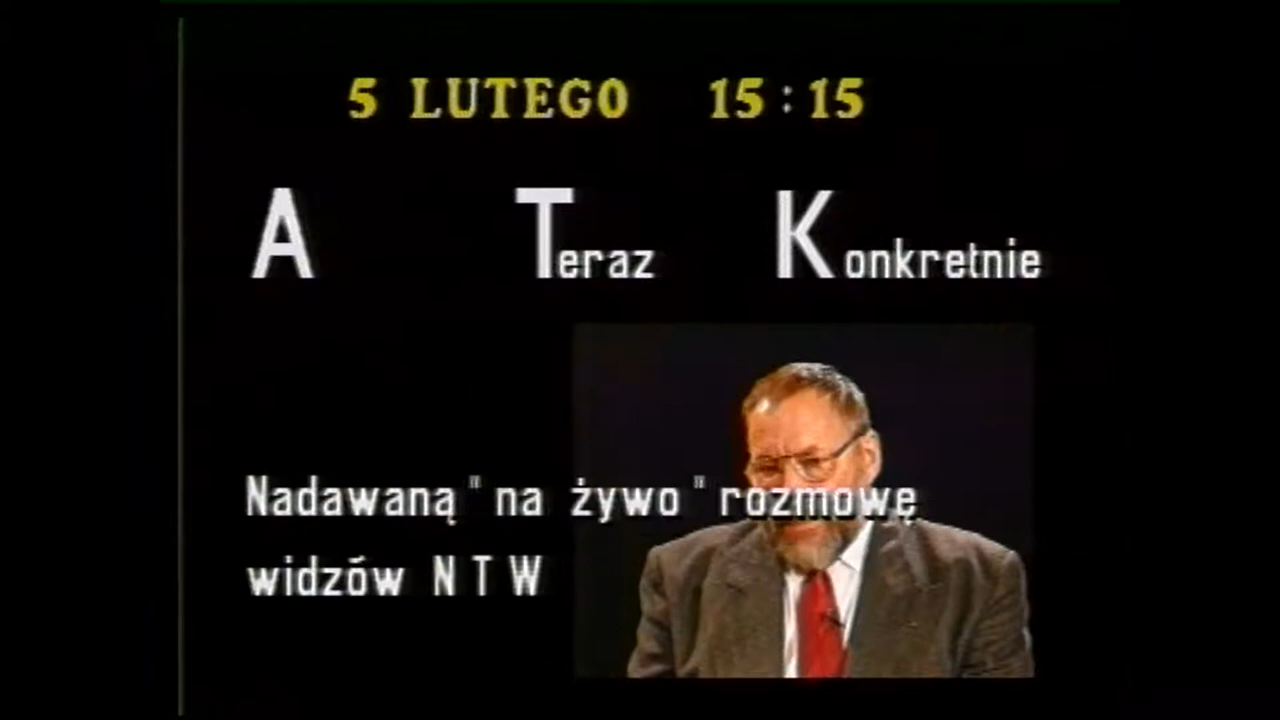 5 LUTEGO 15:15
A Teraz Konkretnie
Nadawaną "na żywo" rozmowę
widzów N T W